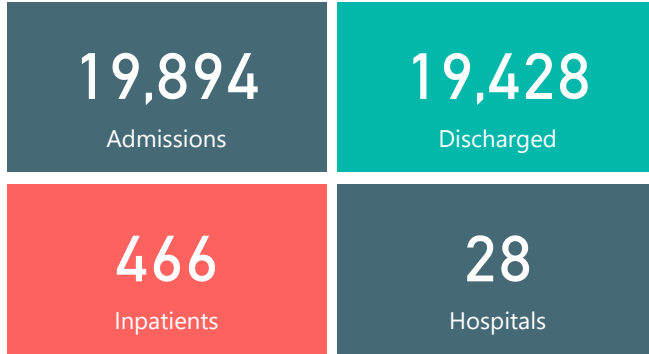 19,894
Admissions
19,428
Discharged
466
Inpatients
28
Hospitals